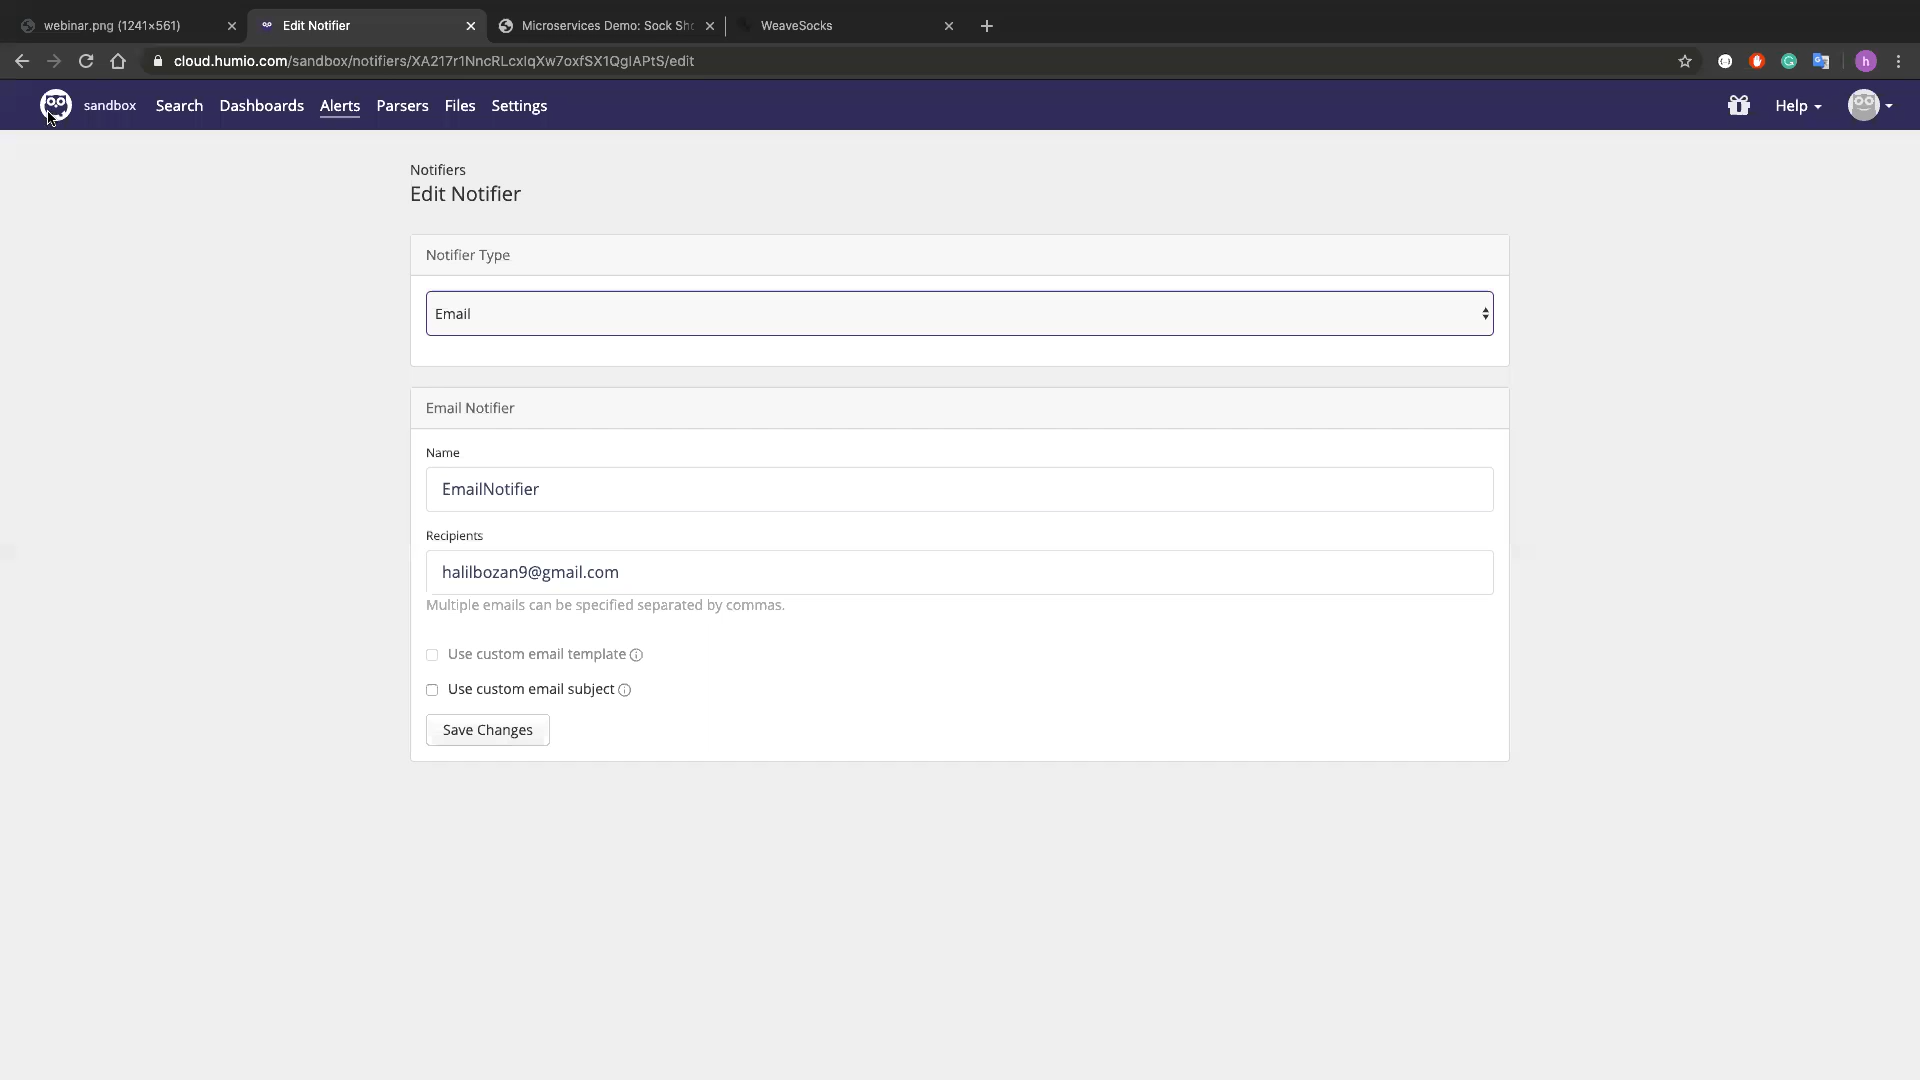 webinar.png (1241×561)
Edit Notifier
Microservices Demo: Sock Sh
WeaveSocks
cloud.humio.com/sandbox/notifiers/XA217r1NncRLcxlqXw7oxfSX1QglAPtS/edit
h
sandbox Search Dashboards Alerts Parsers Files Settings
Help
Notifiers
Edit Notifier
Notifier Type
Email
Email Notifier
Name
EmailNotifier
Recipients
halilbozan9@gmail.com
Multiple emails can be specified separated by commas.
Use custom email template
Use custom email subject
Save Changes